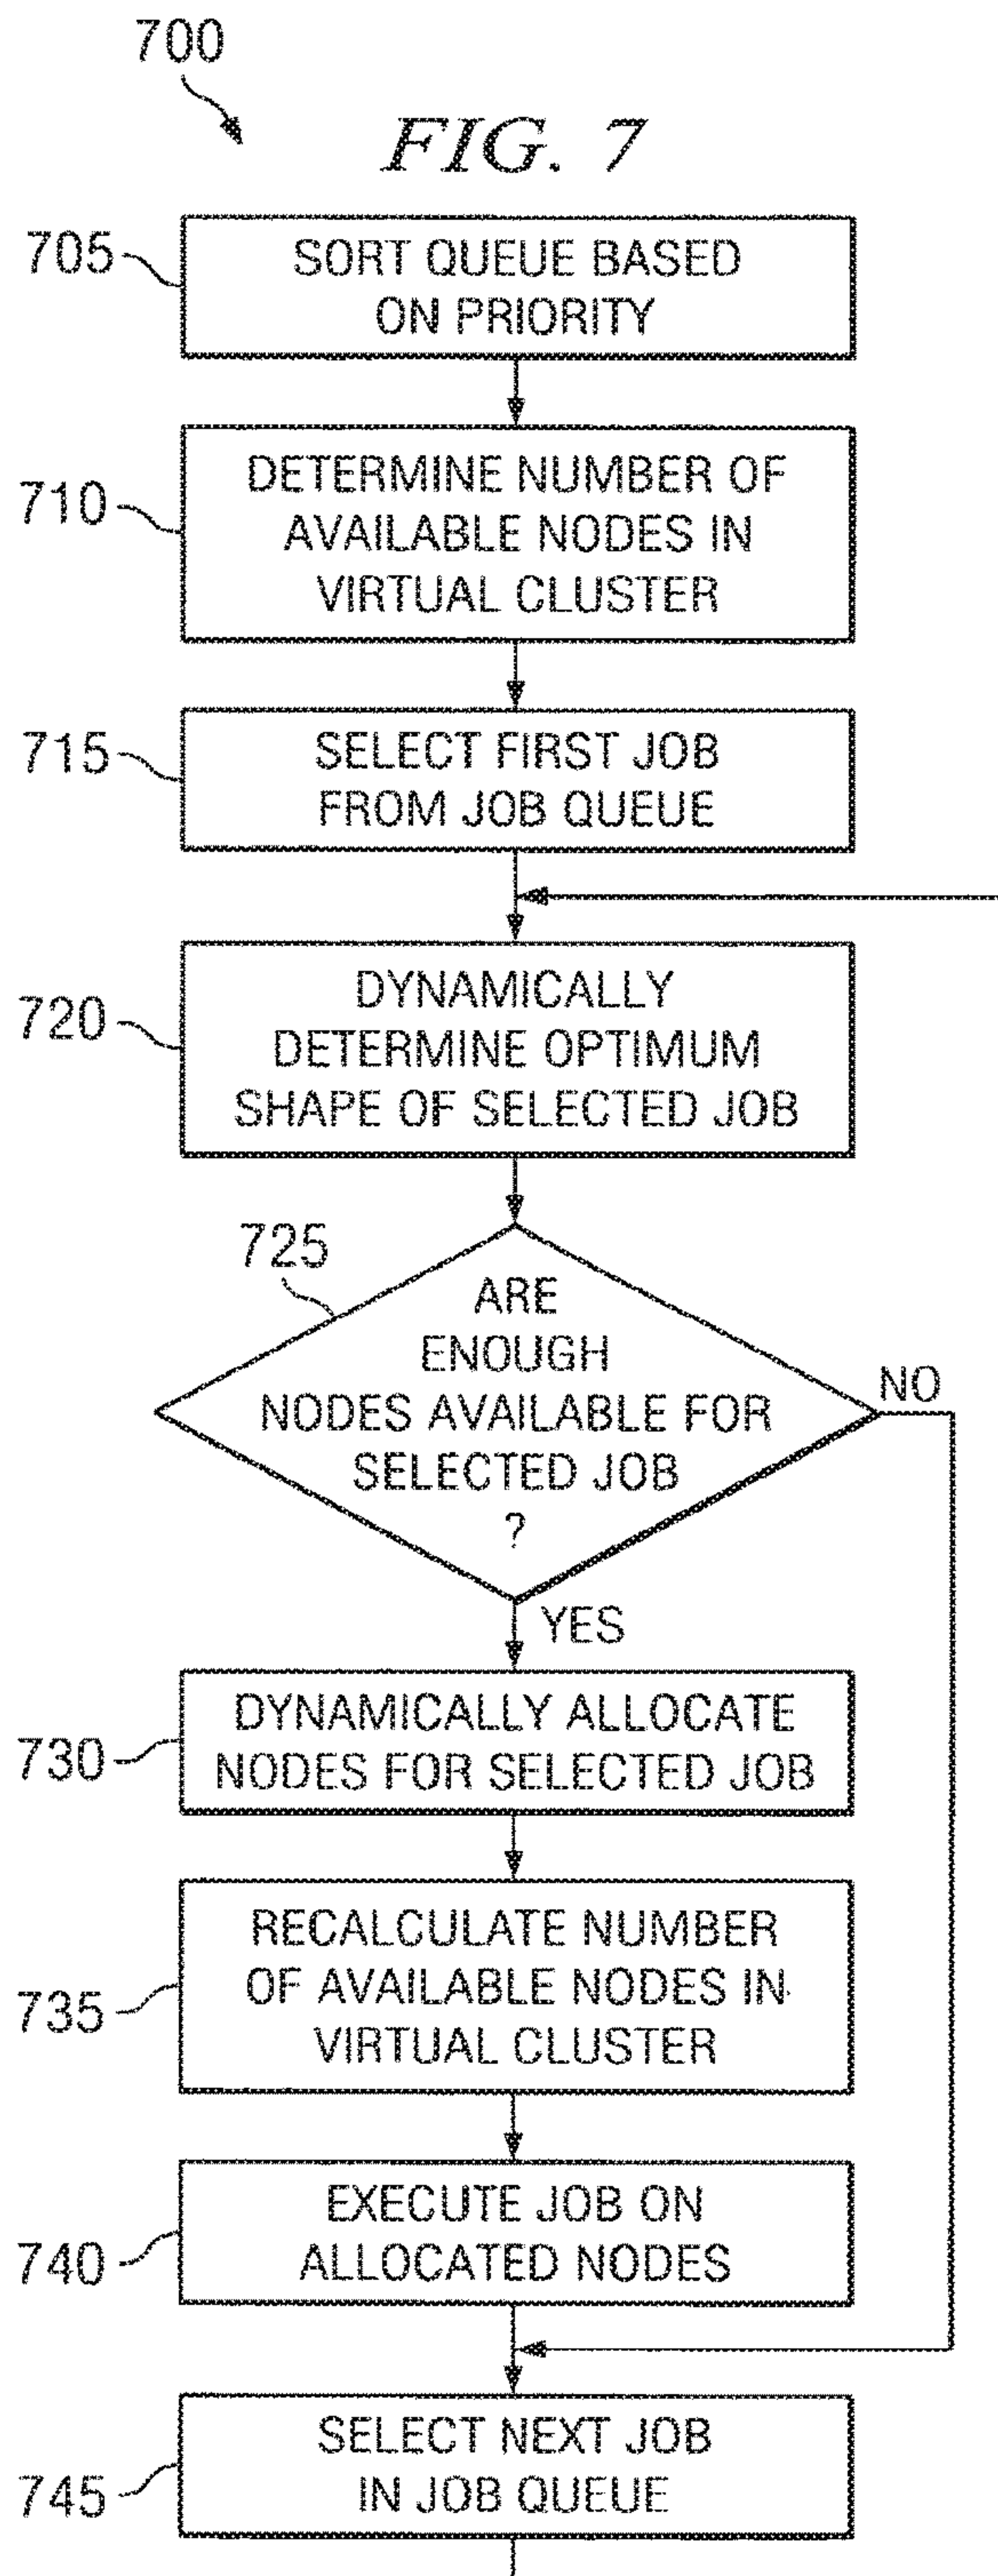 700
FIG. 7
705
SORT QUEUE BASED
ON PRIORITY
710
DETERMINE NUMBER OF
AVAILABLE NODES IN
VIRTUAL CLUSTER
715
SELECT FIRST JOB
FROM JOB QUEUE
720
DYNAMICALLY
DETERMINE OPTIMUM
SHAPE OF SELECTED JOB
725
ARE
ENOUGH
NODES AVAILABLE FOR
SELECTED JOB
?
NO
YES
730
DYNAMICALLY ALLOCATE
NODES FOR SELECTED JOB
735
RECALCULATE NUMBER
OF AVAILABLE NODES IN
VIRTUAL CLUSTER
740
EXECUTE JOB ON
ALLOCATED NODES
745
SELECT NEXT JOB
IN JOB QUEUE